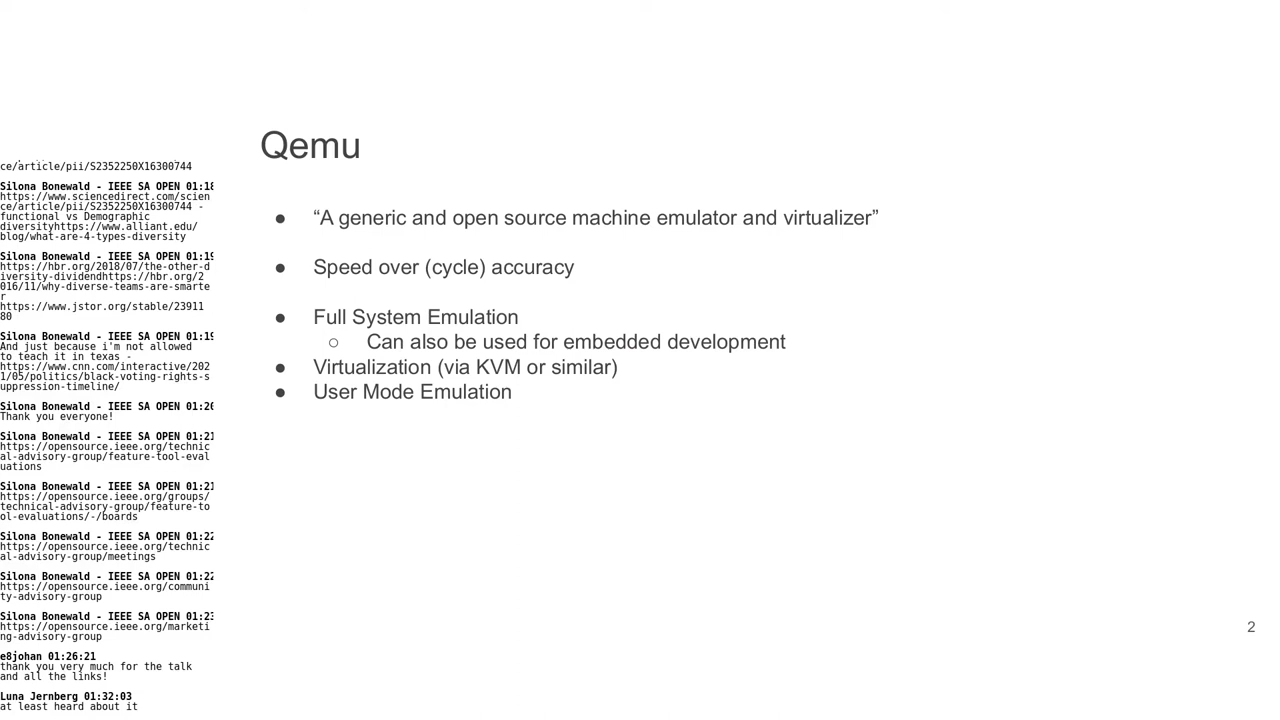 ce/article/pii/S2352250X16300744
Silona Bonewald - IEEE SA OPEN 01:18
https://www.sciencedirect.com/scien
ce/article/pii/S2352250X16300744 -
functional vs Demographic
diversityhttps://www.alliant.edu/
blog/what-are-4-types-diversity
Silona Bonewald - IEEE SA OPEN 01:19
https://hbr.org/2018/07/the-other-d
iversity-dividendhttps://hbr.org/2
016/11/why-diverse-teams-are-smarte
r
https://www.jstor.org/stable/23911
80
Silona Bonewald - IEEE SA OPEN 01:19
And just because i'm not allowed
to teach it in texas -
https://www.cnn.com/interactive/202
1/05/politics/black-voting-rights-s
uppression-timeline/
Silona Bonewald - IEEE SA OPEN 01:20
Thank you everyone!
Silona Bonewald - IEEE SA OPEN 01:21
https://opensource.ieee.org/technic
al-advisory-group/feature-tool-eval
uations
Silona Bonewald - IEEE SA OPEN 01:21
https://opensource.ieee.org/groups/
technical-advisory-group/feature-to
ol-evaluations/-/boards
Silona Bonewald - IEEE SA OPEN 01:22
https://opensource.ieee.org/technic
al-advisory-group/meetings
Silona Bonewald - IEEE SA OPEN 01:22
https://opensource.ieee.org/communi
ty-advisory-group
Silona Bonewald - IEEE SA OPEN 01:23
https://opensource.ieee.org/marketi
ng-advisory-group
e8johan 01:26:21
thank you very much for the talk
and all the links!
Luna Jernberg 01:32:03
at least heard about it
Qemu
● “A generic and open source machine emulator and virtualizer”
● Speed over (cycle) accuracy
● Full System Emulation
○ Can also be used for embedded development
● Virtualization (via KVM or similar)
● User Mode Emulation
2